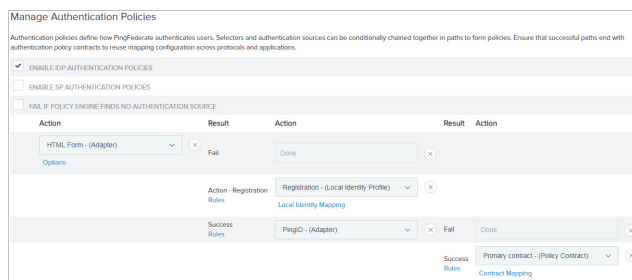 Manage Authentication Policies
Authentication policies define how PingFederate authenticates users. Selectors and authentication sources can be conditionally chained together in paths to form policies. Ensure that successful paths end with
authentication policy contracts to reuse mapping configuration across protocols and applications.
ENABLE IDP AUTHENTICATION POLICIES
ENABLE SP AUTHENTICATION POLICIES
FAIL IF POLICY ENGINE FINDS NO AUTHENTICATION SOURCE
Action Result Action Result Action
HTML Form - (Adapter) Fail Done
Options
Action - Registration Registration - (Local Identity Profile)
Rules Local Identity Mapping
Success PingID - (Adapter) Fail Done
Rules
Success Primary contract - (Policy Contract)
Rules Contract Mapping